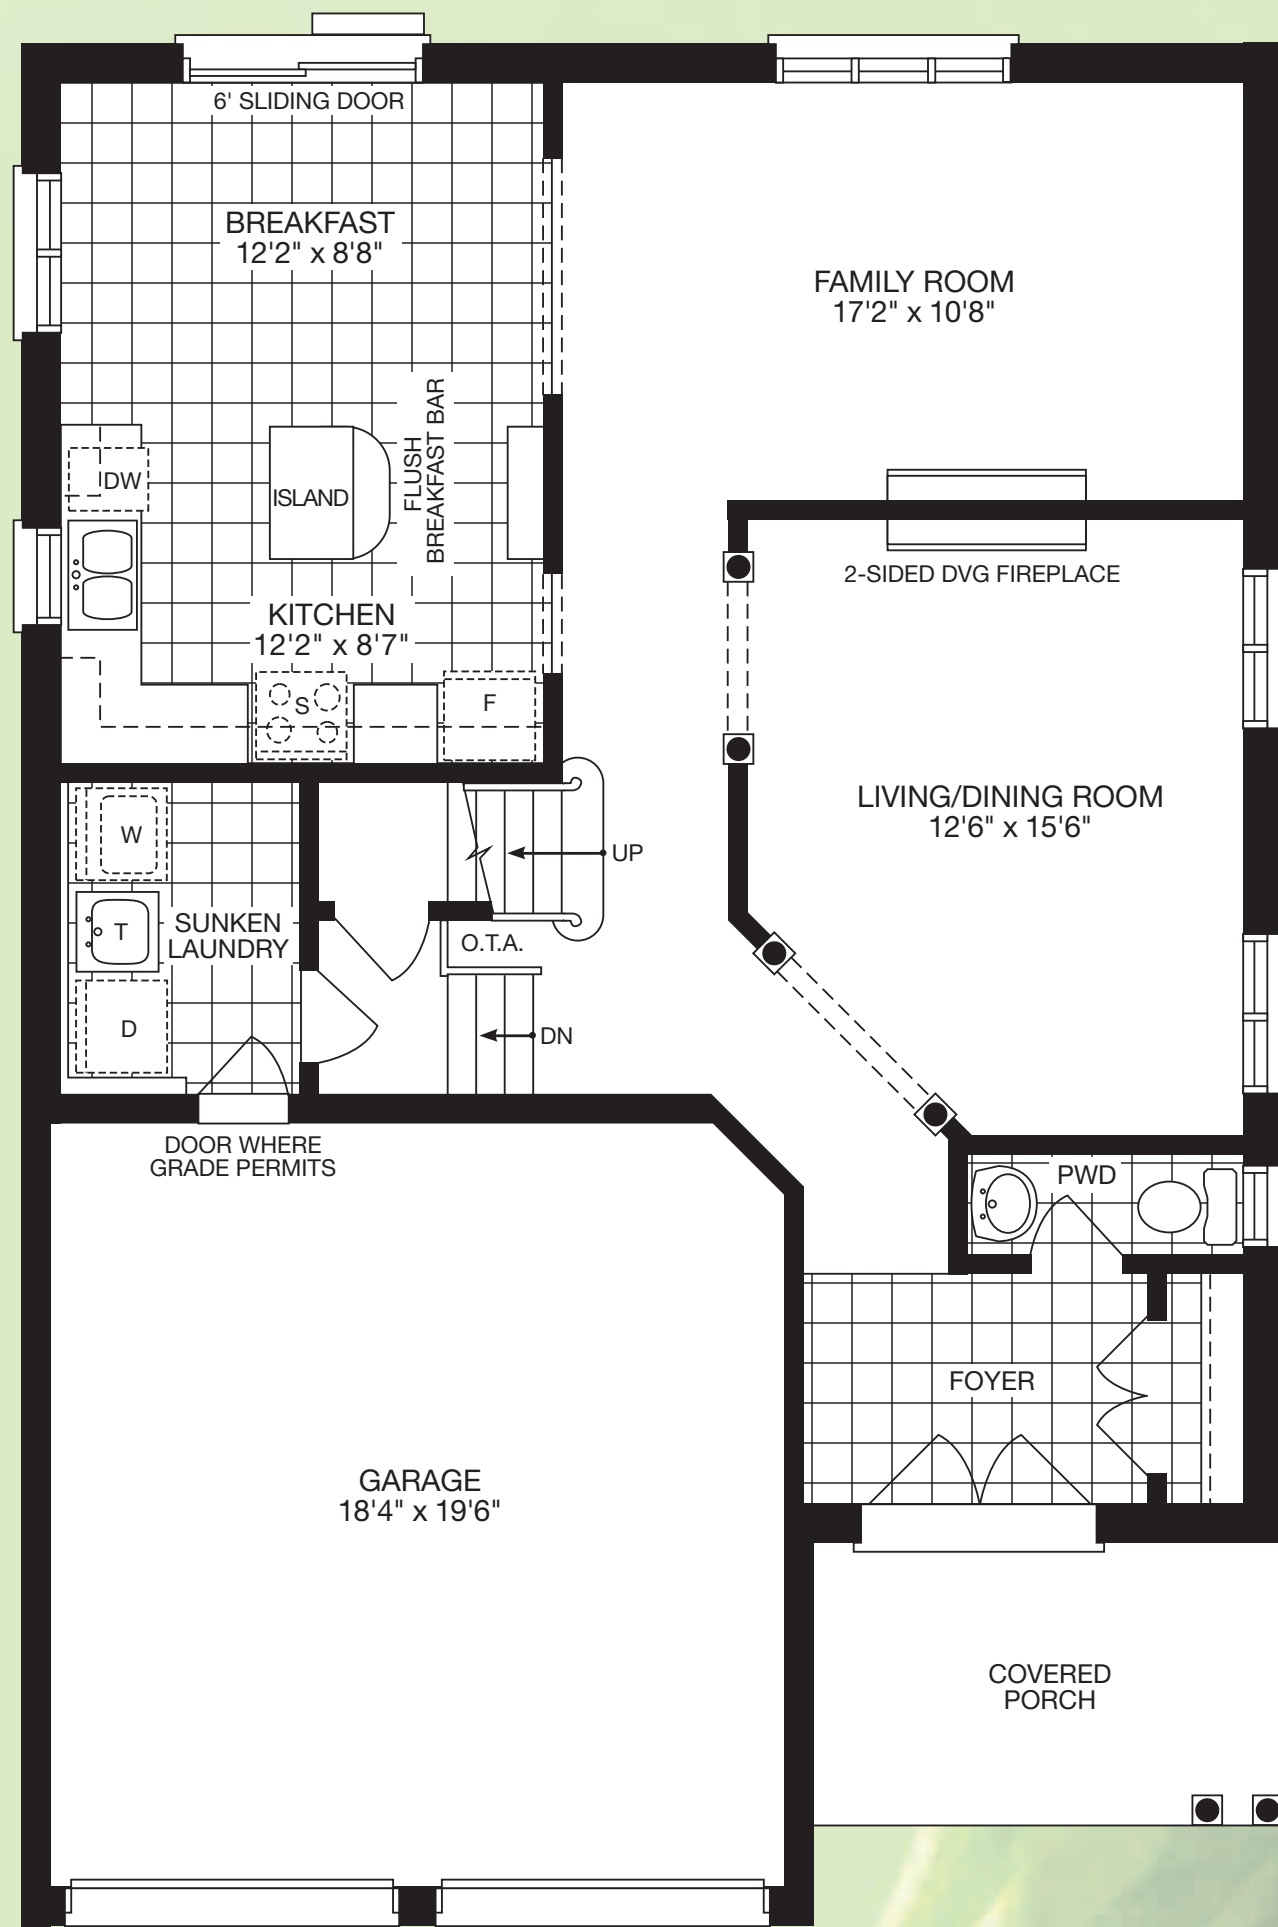 6' SLIDING DOOR
BREAKFAST
12'2" x 8'8"
FAMILY ROOM
17'2" x 10'8"
FLUSH
BREAKFAST BAR
DW
ISLAND
2-SIDED DVG FIREPLACE
KITCHEN
12'2" x 8'7"
S
F
LIVING/DINING ROOM
12'6" x 15'6"
W
UP
T
SUNKEN
LAUNDRY
O.T.A.
D
DN
DOOR WHERE
GRADE PERMITS
PWD
FOYER
GARAGE
18'4" x 19'6"
COVERED
PORCH